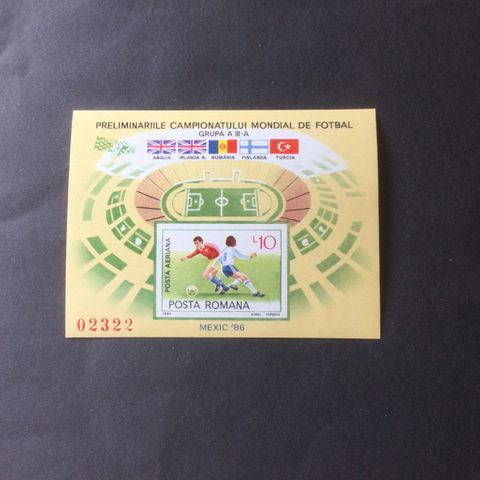 PRELIMINARIILE CAMPIONATULUI MONDIAL DE FOTBAL
GRUPA A III-A
ANGLIA IRLANDA N. ROMÂNIA FINLANDA TURCIA
POSTA AERIANA
L10
POSTA ROMANA
02322
MEXIC '86